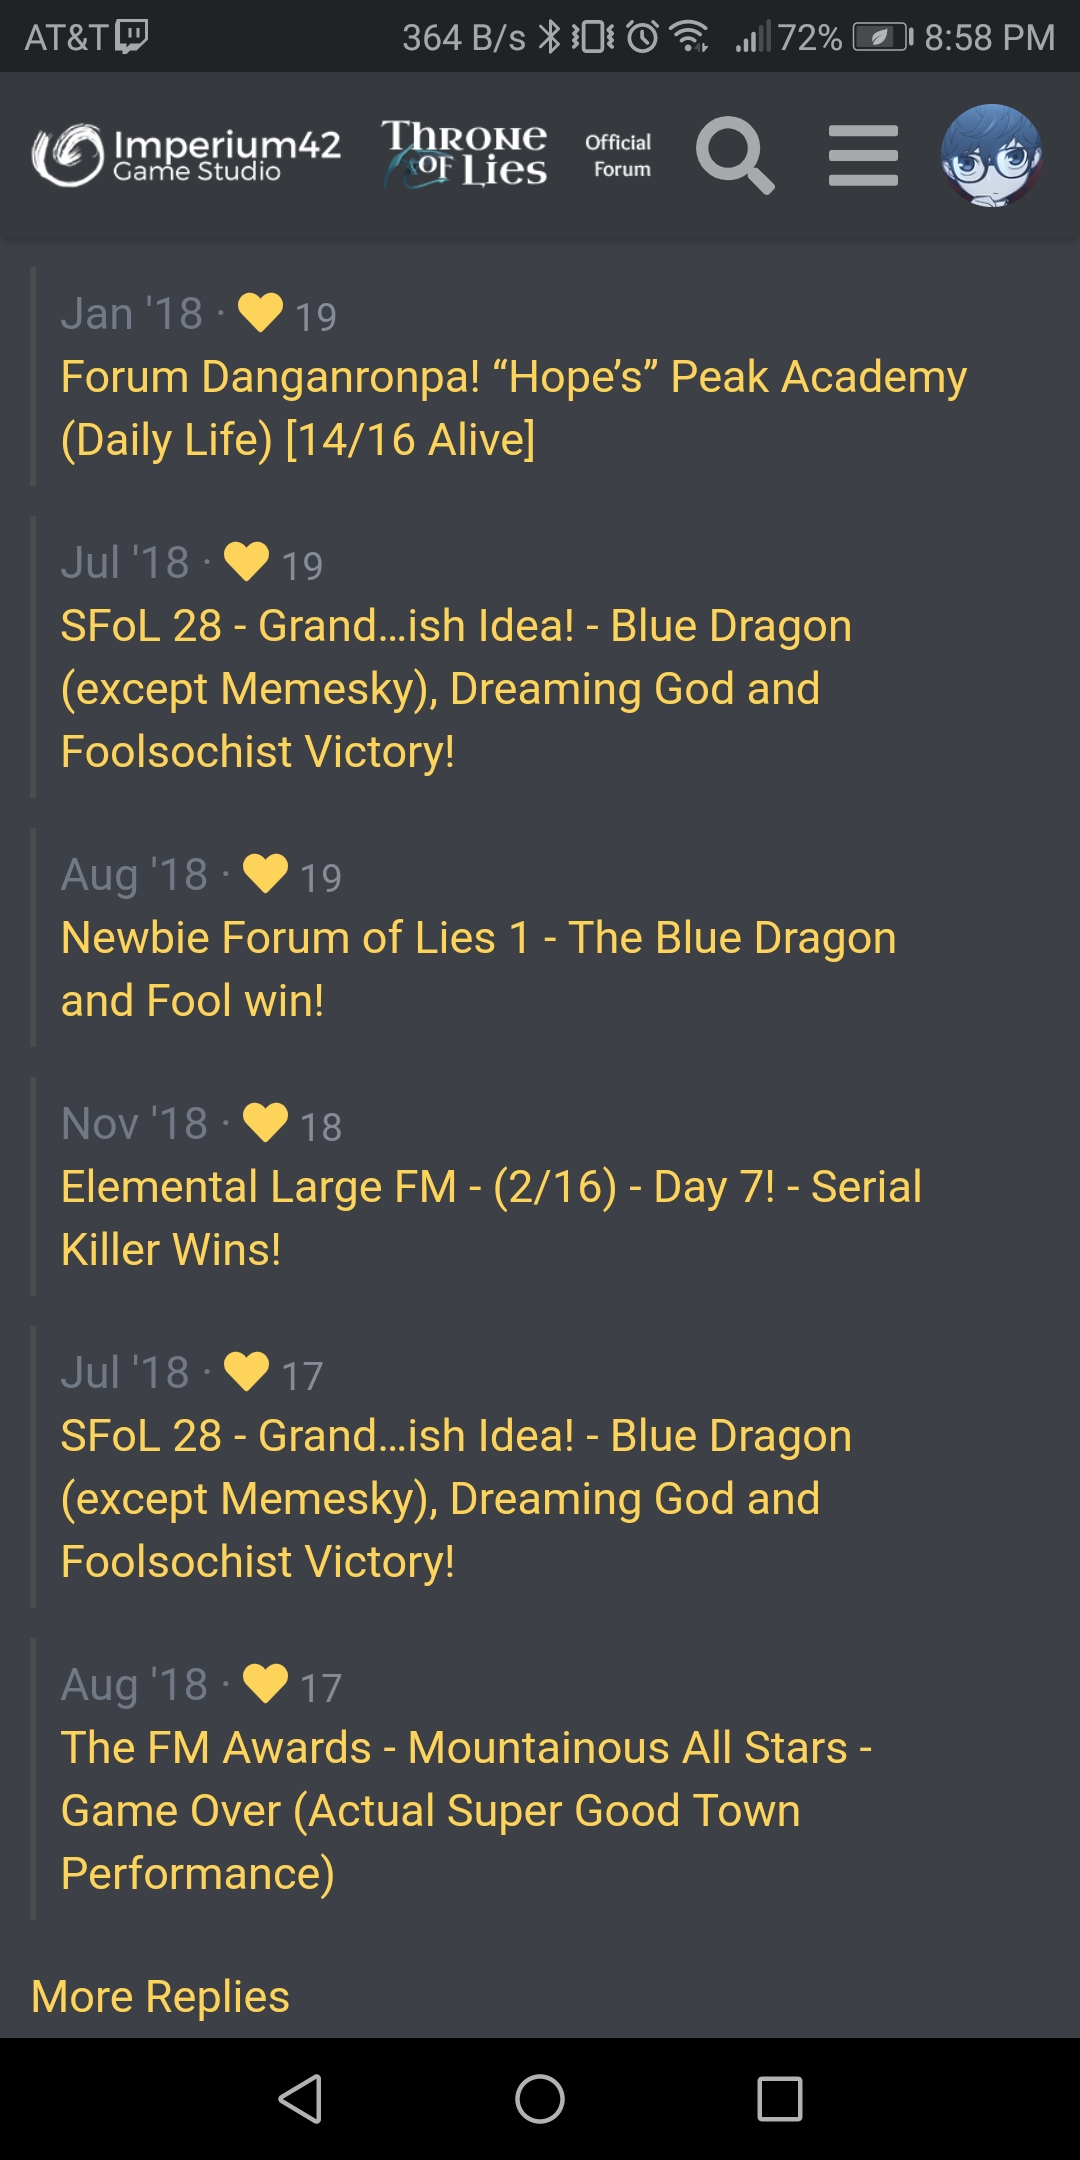 AT&T 364 B/s 72% 8:58 PM
Imperium42
Game Studio
THRONE
OF LIES
Official
Forum
Jan '18 · 19
Forum Danganronpa! “Hope’s” Peak Academy
(Daily Life) [14/16 Alive]
Jul '18 · 19
SFoL 28 - Grand…ish Idea! - Blue Dragon
(except Memesky), Dreaming God and
Foolsochist Victory!
Aug '18 · 19
Newbie Forum of Lies 1 - The Blue Dragon
and Fool win!
Nov '18 · 18
Elemental Large FM - (2/16) - Day 7! - Serial
Killer Wins!
Jul '18 · 17
SFoL 28 - Grand…ish Idea! - Blue Dragon
(except Memesky), Dreaming God and
Foolsochist Victory!
Aug '18 · 17
The FM Awards - Mountainous All Stars -
Game Over (Actual Super Good Town
Performance)
More Replies